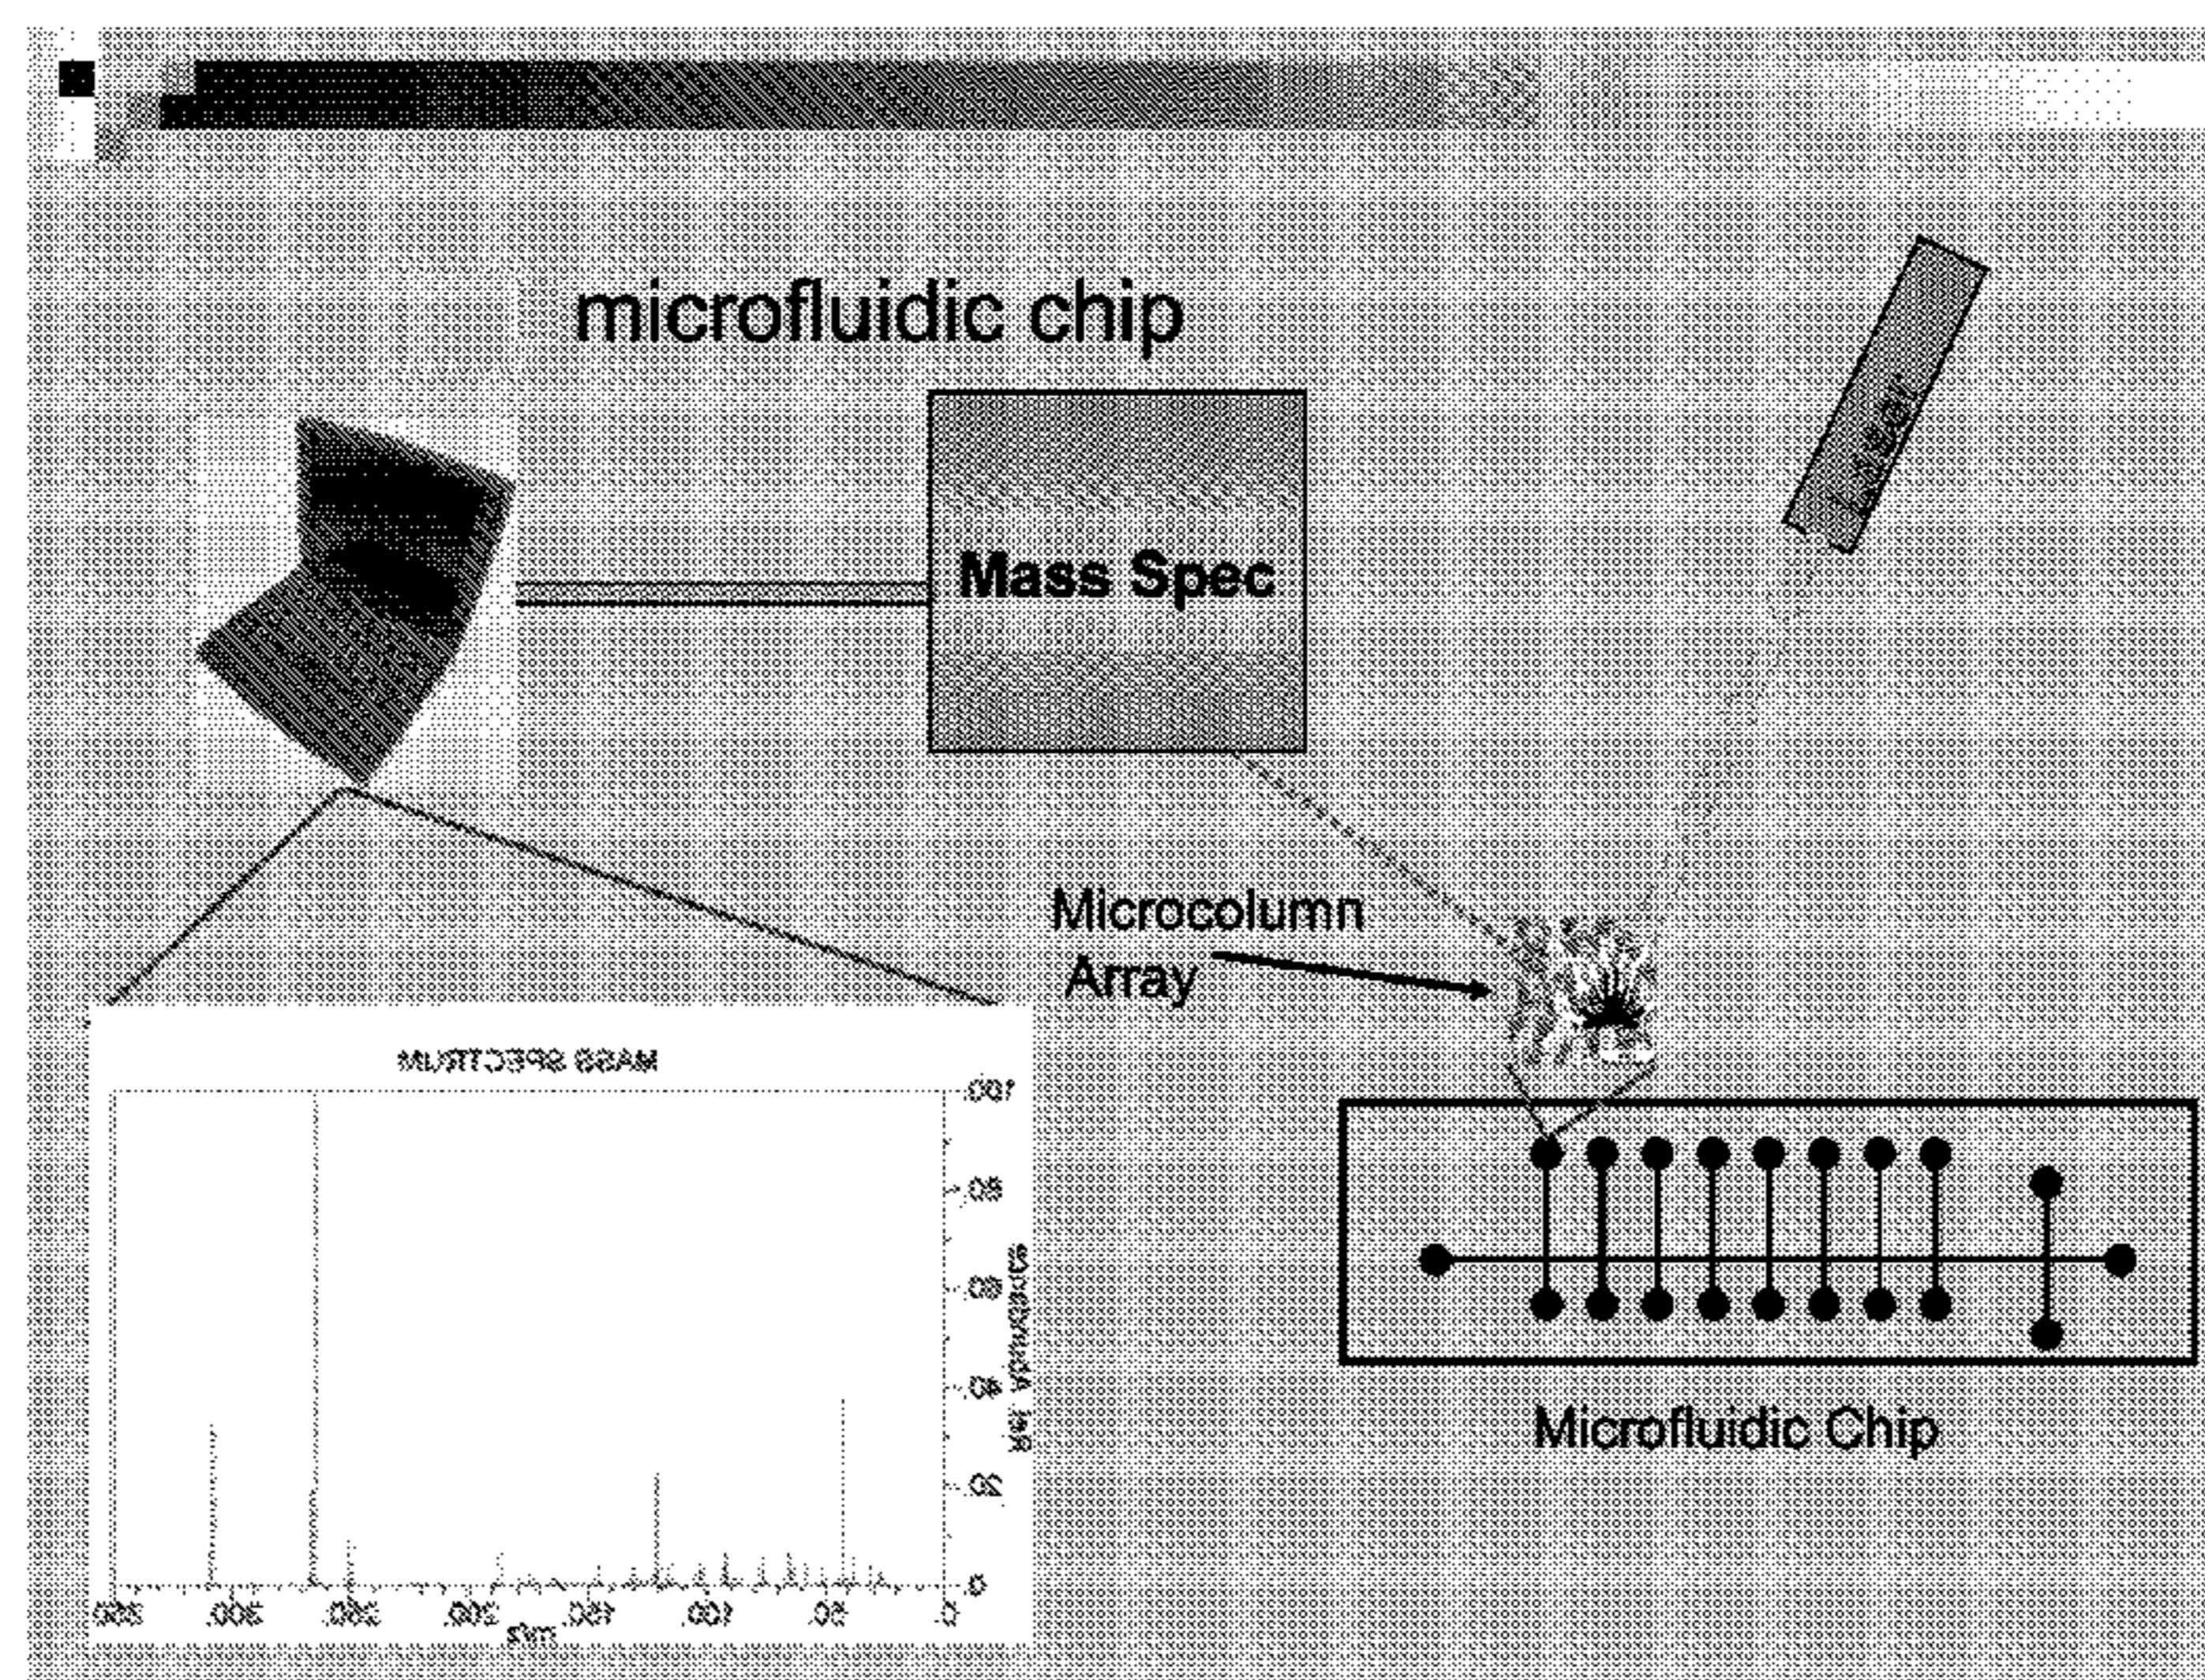 microfluidic chip
Laser
Mass Spec
Microcolumn
Array
MASS SPECTRUM
100.
80.
60.
40.
20.
0.
Rel. Abundance
350 300. 250. 200. 150. 100. 50. 0.
m/z
Microfluidic Chip